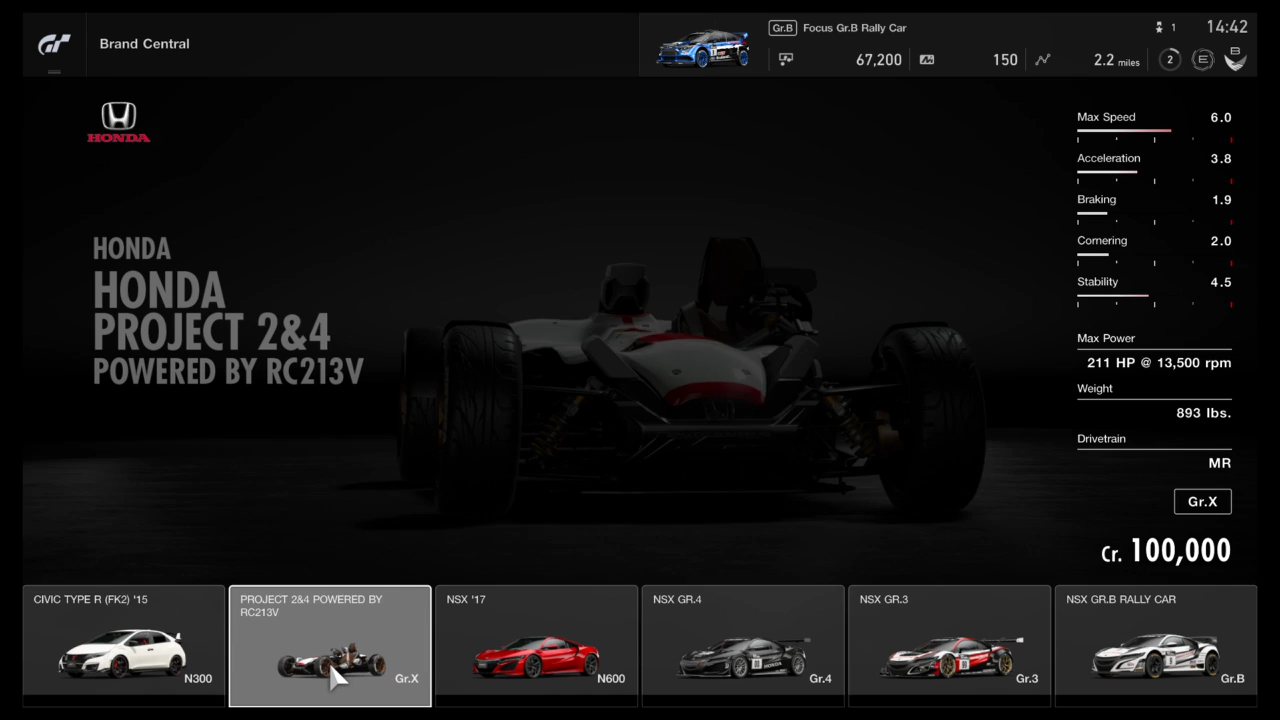 Brand Central
Gr.B Focus Gr.B Rally Car
1 14:42
67,200 150 2.2 miles 2 E B
HONDA
HONDA
HONDA
PROJECT 2&4
POWERED BY RC213V
Max Speed 6.0
Acceleration 3.8
Braking 1.9
Cornering 2.0
Stability 4.5
Max Power
211 HP @ 13,500 rpm
Weight
893 lbs.
Drivetrain
MR
Gr.X
Cr. 100,000
CIVIC TYPE R (FK2) '15
N300
PROJECT 2&4 POWERED BY
RC213V
Gr.X
NSX '17
N600
NSX GR.4
Gr.4
NSX GR.3
Gr.3
NSX GR.B RALLY CAR
Gr.B